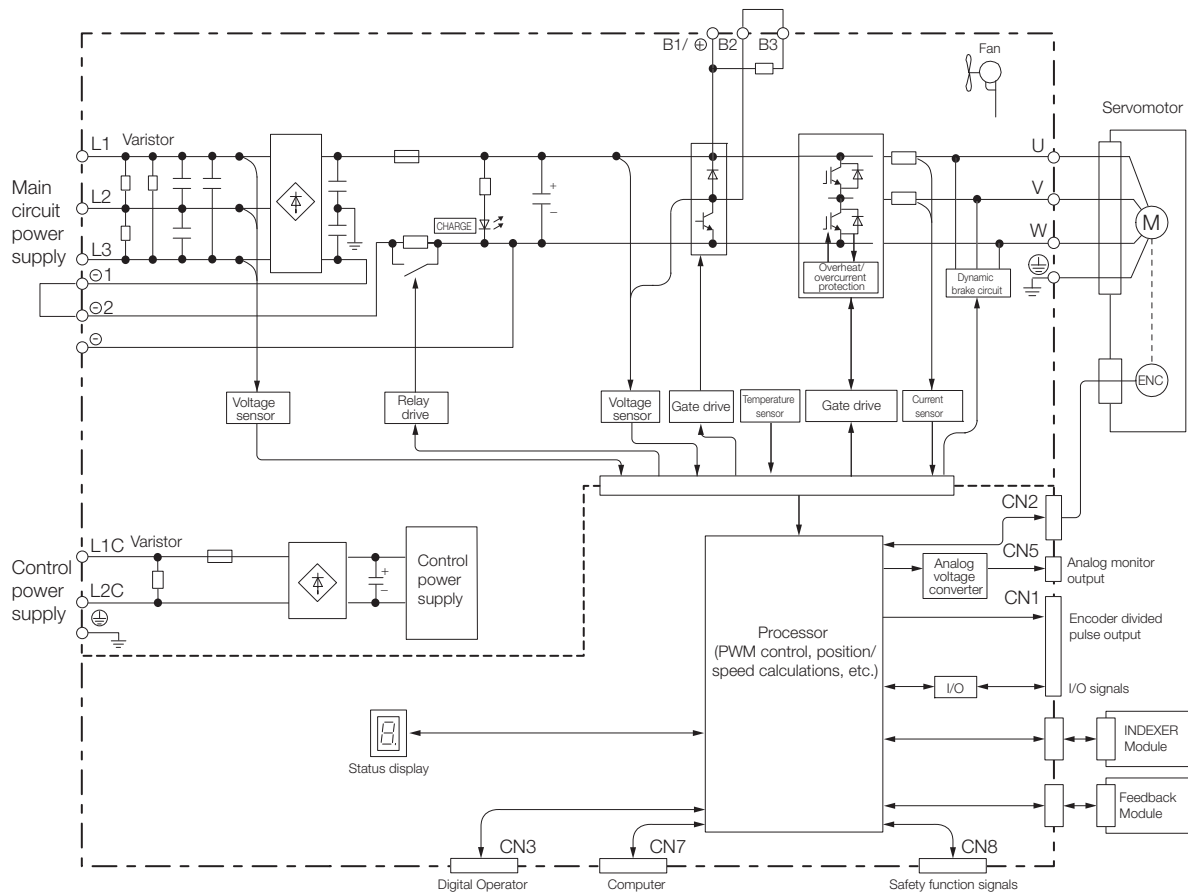 B1/ ⊕ B2 B3
Fan
Servomotor
L1 Varistor
U
Main
circuit
power
supply
L2
V
M
CHARGE
+
–
L3
W
⊖1
Overheat/
overcurrent
protection
Dynamic
brake circuit
⊖2
⊖
ENC
Voltage
sensor
Relay
drive
Voltage
sensor
Gate drive
Temperature
sensor
Gate drive
Current
sensor
CN2
L1C Varistor
CN5
Control
power
supply
+
–
Control
power
supply
Analog
voltage
converter
Analog monitor
output
L2C
CN1
Processor
(PWM control, position/
speed calculations, etc.)
Encoder divided
pulse output
I/O
I/O signals
8.
Status display
INDEXER
Module
Feedback
Module
CN3
CN7
CN8
Digital Operator
Computer
Safety function signals